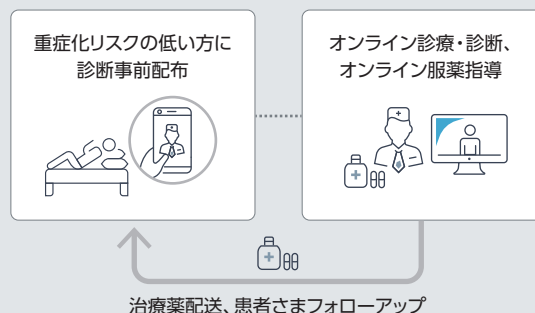 重症化リスクの低い方に
診断事前配布
オンライン診療・診断、
オンライン服薬指導
治療薬配送、患者さまフォローアップ